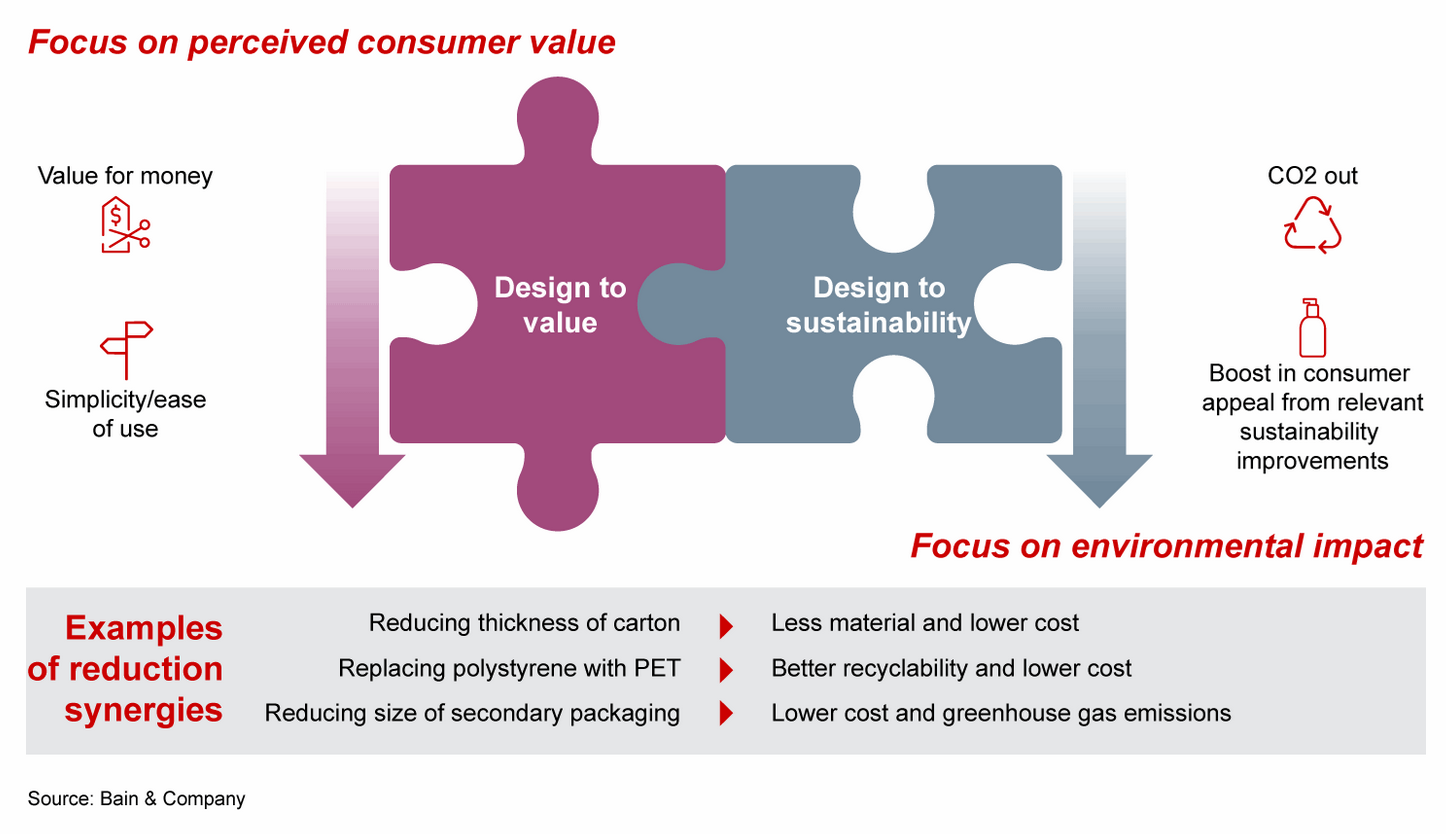 Focus on perceived consumer value
Value for money
$
Simplicity/ease
of use
Design to
value
Design to
sustainability
CO2 out
Boost in consumer
appeal from relevant
sustainability
improvements
Focus on environmental impact
Examples
of reduction
synergies
Reducing thickness of carton
Less material and lower cost
Replacing polystyrene with PET
Better recyclability and lower cost
Reducing size of secondary packaging
Lower cost and greenhouse gas emissions
Source: Bain & Company